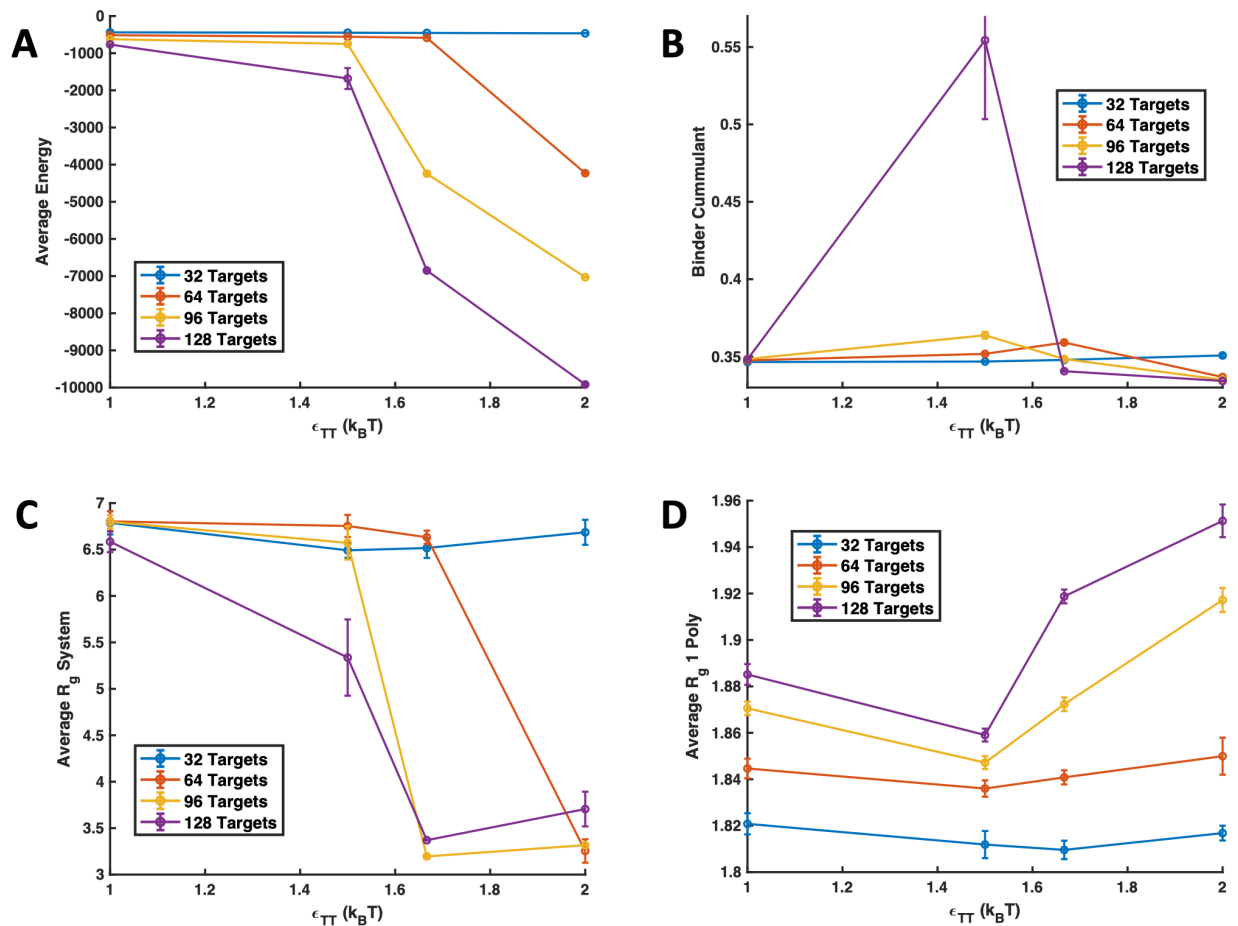 A
Average Energy
0
-1000
-2000
-3000
-4000
-5000
-6000
-7000
-8000
-9000
-10000
32 Targets
64 Targets
96 Targets
128 Targets
1 1.2 1.4 1.6 1.8 2
ϵTT (kBT)
B
Binder Cummulant
0.55
0.5
0.45
0.4
0.35
32 Targets
64 Targets
96 Targets
128 Targets
1 1.2 1.4 1.6 1.8 2
ϵTT (kBT)
C
Average Rg System
7
6.5
6
5.5
5
4.5
4
3.5
3
32 Targets
64 Targets
96 Targets
128 Targets
1 1.2 1.4 1.6 1.8 2
ϵTT (kBT)
D
Average Rg 1 Poly
1.96
1.94
1.92
1.9
1.88
1.86
1.84
1.82
1.8
32 Targets
64 Targets
96 Targets
128 Targets
1 1.2 1.4 1.6 1.8 2
ϵTT (kBT)